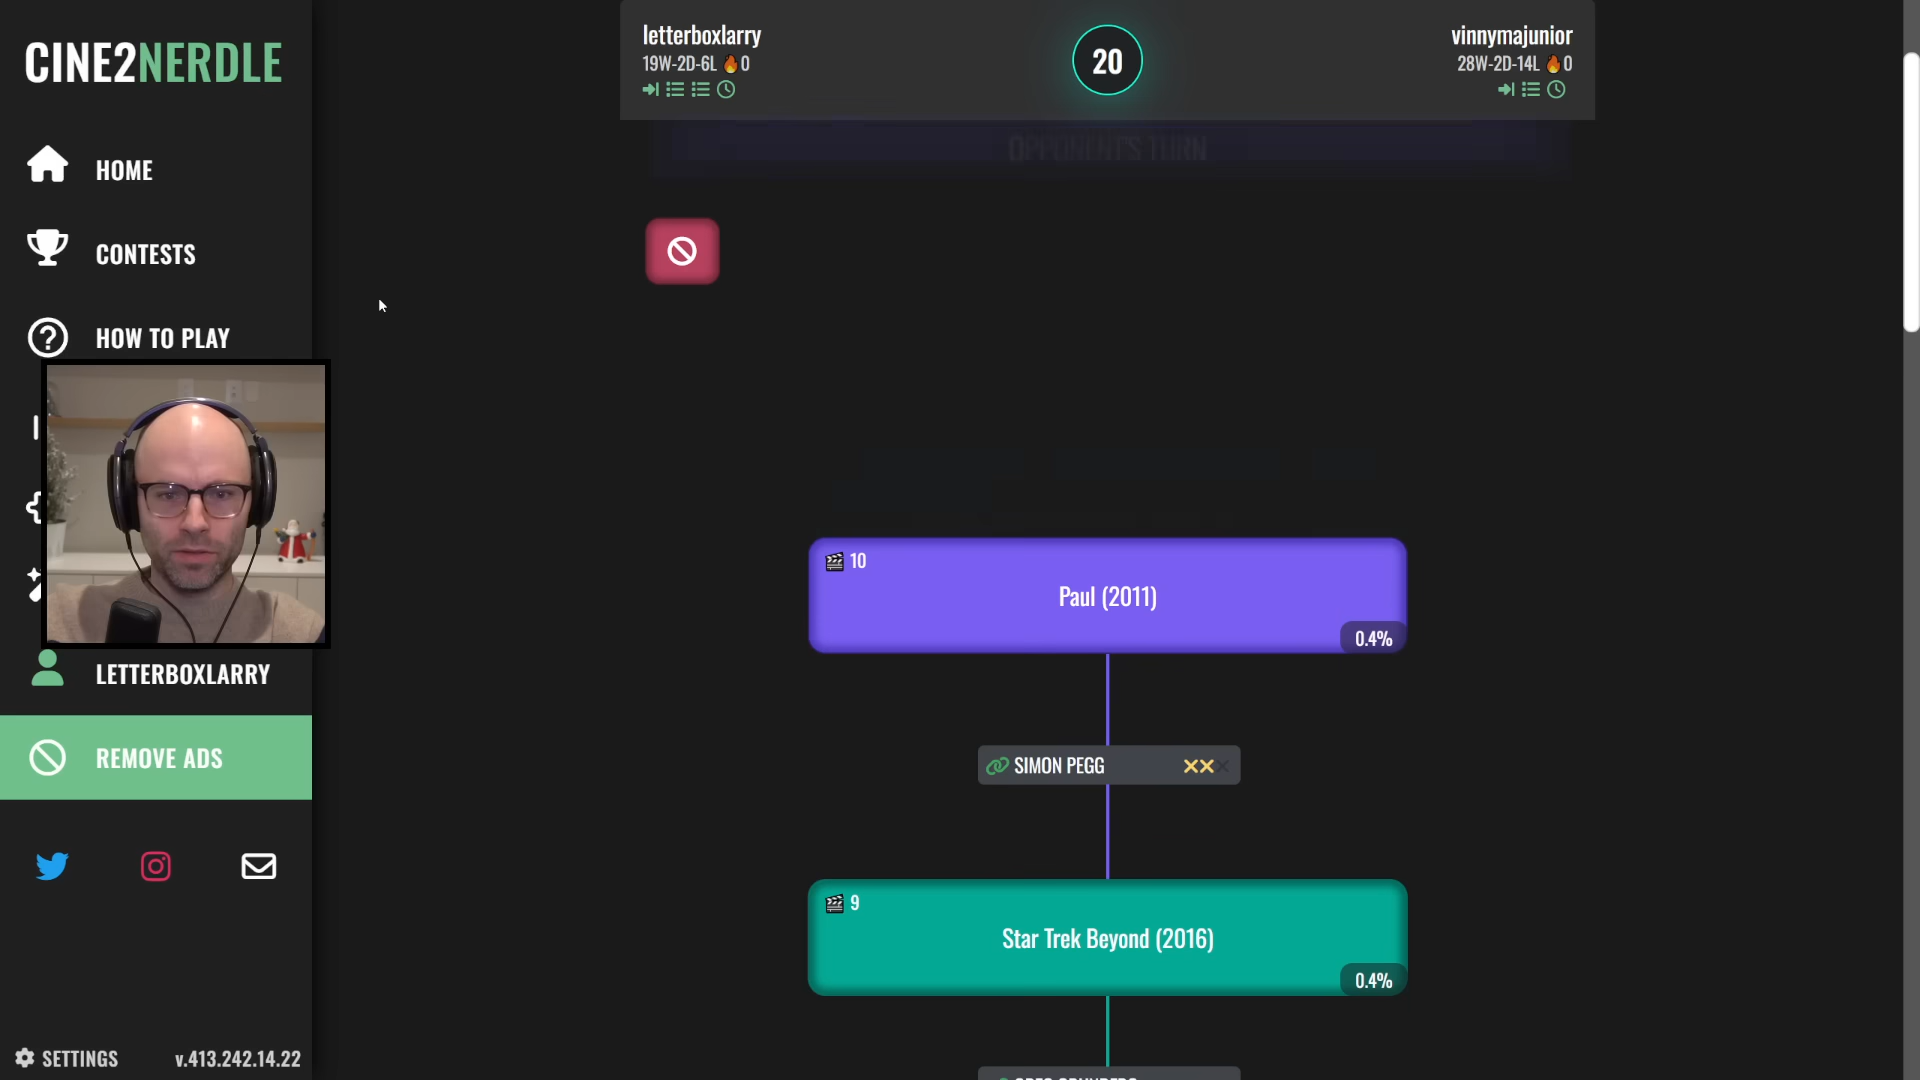 CINE2NERDLE
HOME
CONTESTS
HOW TO PLAY
LETTERBOXLARRY
REMOVE ADS
SETTINGS
v.413.242.14.22
letterboxlarry
19W-2D-6L 🔥0
20
vinnymajunior
28W-2D-14L 🔥0
OPPONENT'S TURN
10
Paul (2011)
0.4%
SIMON PEGG
9
Star Trek Beyond (2016)
0.4%